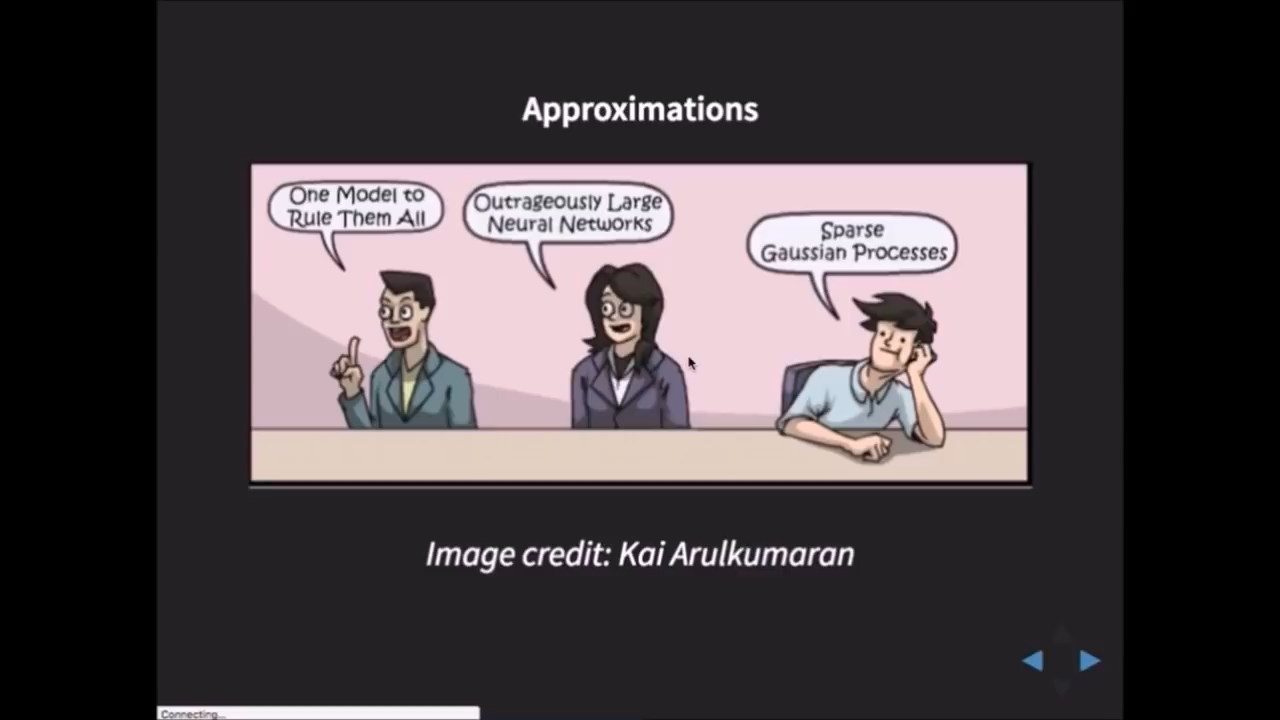 Approximations
One Model to
Rule Them All
Outrageously Large
Neural Networks
Sparse
Gaussian Processes
Image credit: Kai Arulkumaran
Connecting...